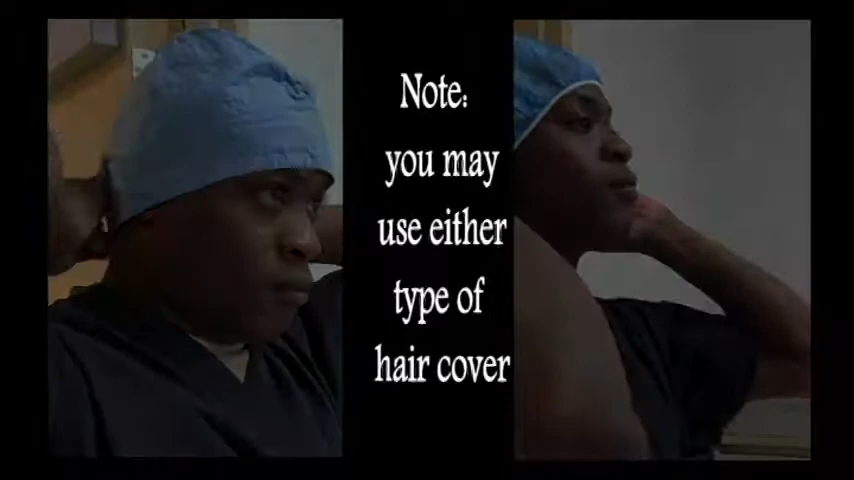 Note:
you may
use either
type of
hair cover